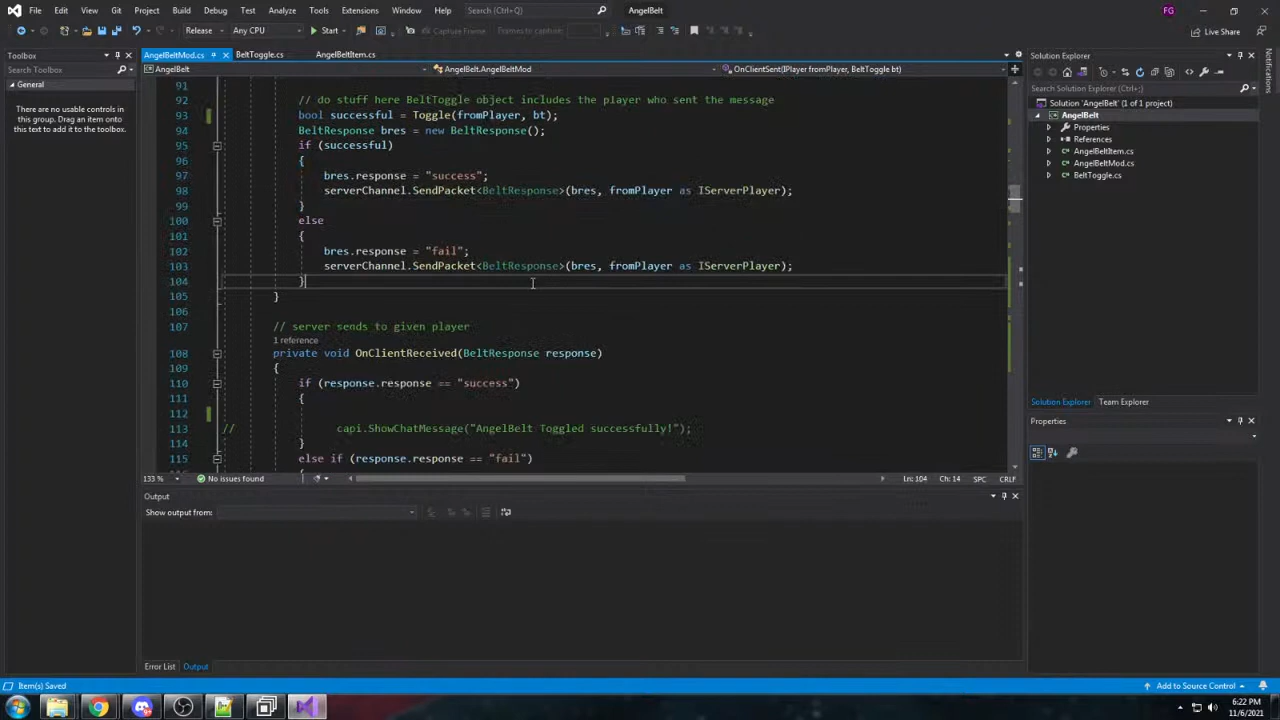 File Edit View Git Project Build Debug Test Analyze Tools Extensions Window Help Search (Ctrl+Q) AngelBelt FG
Release Any CPU Start Capture Frame Frames to capture: Live Share
Toolbox
Search Toolbox
General
There are no usable controls in
this group. Drag an item onto
this text to add it to the toolbox.
AngelBeltMod.cs BeltToggle.cs AngelBeltItem.cs
AngelBelt AngelBelt.AngelBeltMod OnClientSent(IPlayer fromPlayer, BeltToggle bt)
91
92 // do stuff here BeltToggle object includes the player who sent the message
93 bool successful = Toggle(fromPlayer, bt);
94 BeltResponse bres = new BeltResponse();
95 if (successful)
96 {
97 bres.response = "success";
98 serverChannel.SendPacket<BeltResponse>(bres, fromPlayer as IServerPlayer);
99 }
100 else
101 {
102 bres.response = "fail";
103 serverChannel.SendPacket<BeltResponse>(bres, fromPlayer as IServerPlayer);
104 }
105 }
106
107 // server sends to given player
1 reference
108 private void OnClientReceived(BeltResponse response)
109 {
110 if (response.response == "success")
111 {
112
113 // capi.ShowChatMessage("AngelBelt Toggled successfully!");
114 }
115 else if (response.response == "fail")
133 % No issues found Ln: 104 Ch: 14 SPC CRLF
Output
Show output from:
Error List Output
Solution Explorer
Search Solution Explorer (Ctrl+;)
Solution 'AngelBelt' (1 of 1 project)
AngelBelt
Properties
References
AngelBeltItem.cs
AngelBeltMod.cs
BeltToggle.cs
Solution Explorer Team Explorer
Properties
Notifications
Item(s) Saved Add to Source Control
6:22 PM
11/6/2021